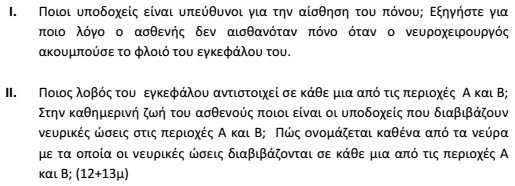 I. Ποιοι υποδοχείς είναι υπεύθυνοι για την αίσθηση του πόνου; Εξηγήστε για
ποιο λόγο ο ασθενής δεν αισθανόταν πόνο όταν ο νευροχειρουργός
ακουμπούσε το φλοιό του εγκεφάλου του.
II. Ποιος λοβός του εγκεφάλου αντιστοιχεί σε κάθε μια από τις περιοχές Α και Β;
Στην καθημερινή ζωή του ασθενούς ποιοι είναι οι υποδοχείς που διαβιβάζουν
νευρικές ώσεις στις περιοχές Α και Β; Πώς ονομάζεται καθένα από τα νεύρα
με τα οποία οι νευρικές ώσεις διαβιβάζονται σε κάθε μια από τις περιοχές Α
και Β; (12+13μ)